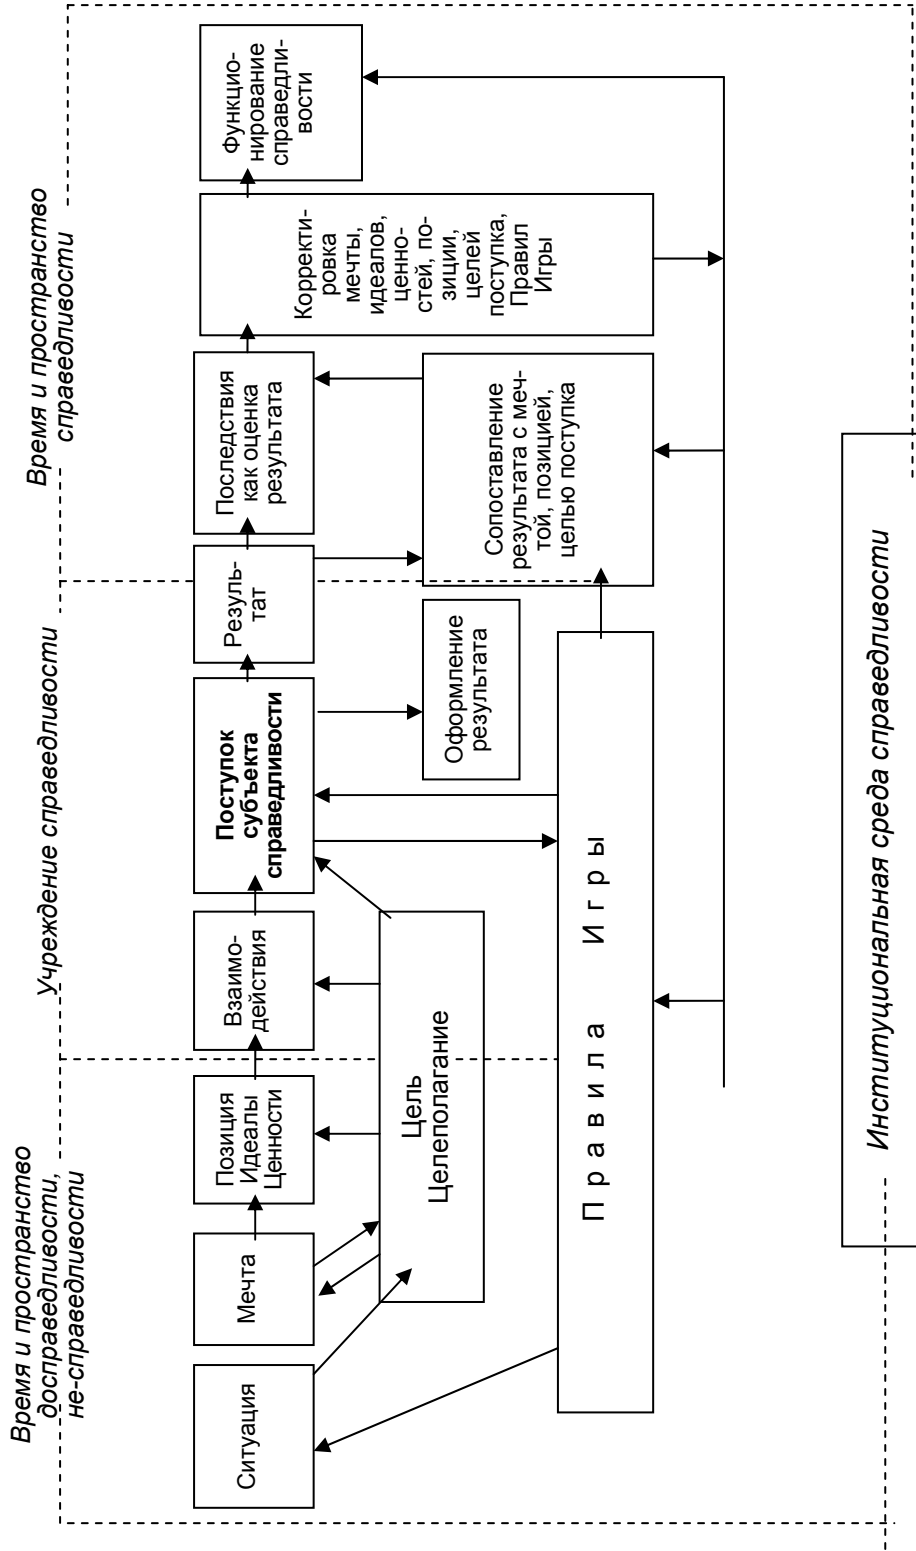 Время и пространство
досправедливости,
не-справедливости
Учреждение справедливости
Время и пространство
справедливости
Ситуация
Мечта
Позиция
Идеалы
Ценности
Взаимо-
действия
Поступок
субъекта
справедливости
Резуль-
тат
Последствия
как оценка
результата
Корректи-
ровка
мечты,
идеалов,
ценно-
стей, по-
зиции,
целей
поступка,
Правил
Игры
Функцио-
нирование
справедли-
вости
Цель
Целеполагание
Оформление
результата
Сопоставление
результата с меч-
той, позицией,
целью поступка
Правила Игры
Институциональная среда справедливости